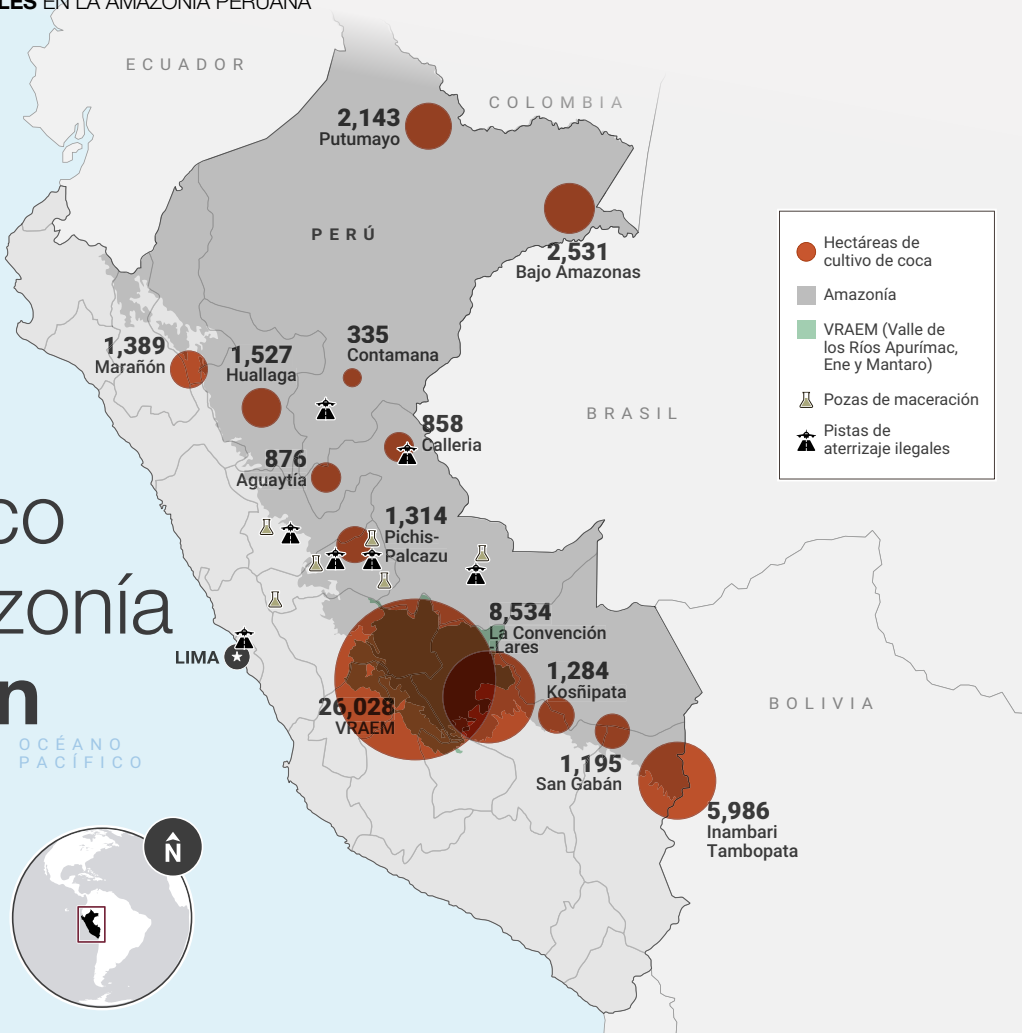 LES EN LA AMAZONÍA PERUANA
ECUADOR
COLOMBIA
2,143
Putumayo
PERÚ
2,531
Bajo Amazonas
Hectáreas de
cultivo de coca
Amazonía
VRAEM (Valle de
los Ríos Apurímac,
Ene y Mantaro)
Pozas de maceración
Pistas de
aterrizaje ilegales
1,389
Marañón
1,527
Huallaga
335
Contamana
BRASIL
858
Calleria
876
Aguaytía
1,314
Pichis-
Palcazu
co
zonía
n
LIMA
8,534
La Convención
-Lares
1,284
Kosñipata
26,028
VRAEM
BOLIVIA
OCÉANO
PACÍFICO
1,195
San Gabán
5,986
Inambari
Tambopata
N